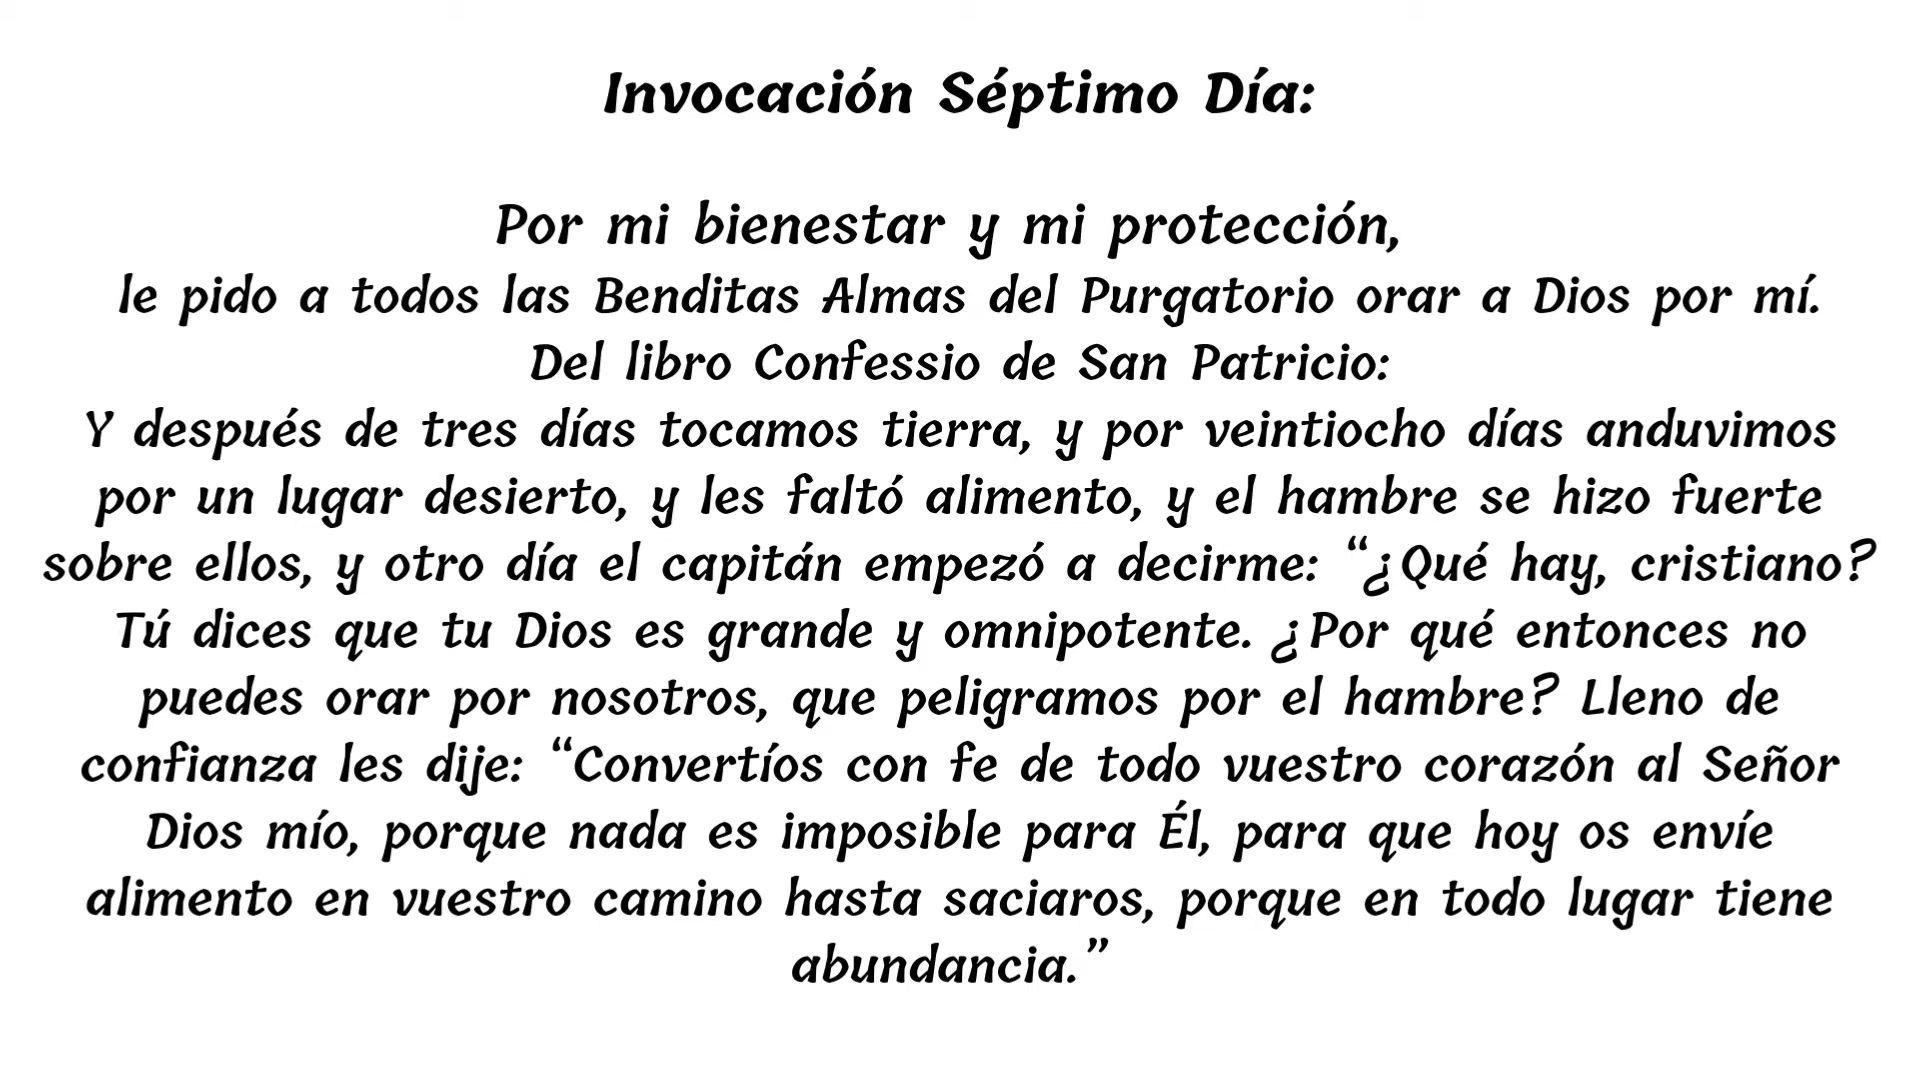 Invocación Séptimo Día:
Por mi bienestar y mi protección,
le pido a todos las Benditas Almas del Purgatorio orar a Dios por mí.
Del libro Confessio de San Patricio:
Y después de tres días tocamos tierra, y por veintiocho días anduvimos
por un lugar desierto, y les faltó alimento, y el hambre se hizo fuerte
sobre ellos, y otro día el capitán empezó a decirme: “¿Qué hay, cristiano?
Tú dices que tu Dios es grande y omnipotente. ¿Por qué entonces no
puedes orar por nosotros, que peligramos por el hambre? Lleno de
confianza les dije: “Convertíos con fe de todo vuestro corazón al Señor
Dios mío, porque nada es imposible para Él, para que hoy os envíe
alimento en vuestro camino hasta saciaros, porque en todo lugar tiene
abundancia.”